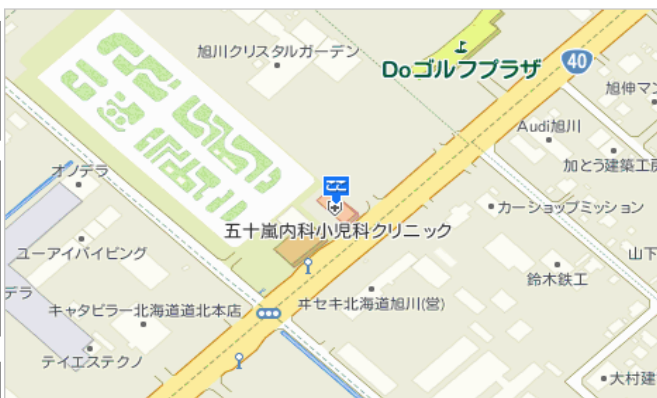 旭川クリスタルガーデン
Doゴルフプラザ
40
旭伸マン
Audi旭川
加とう建築工房
オノデラ
ココ
カーショップミッション
五十嵐内科小児科クリニック
ユーアイパイピング
山下
鈴木鉄工
デラ
キャタピラー北海道道北本店
ヰセキ北海道旭川(営)
テイエステクノ
大村建